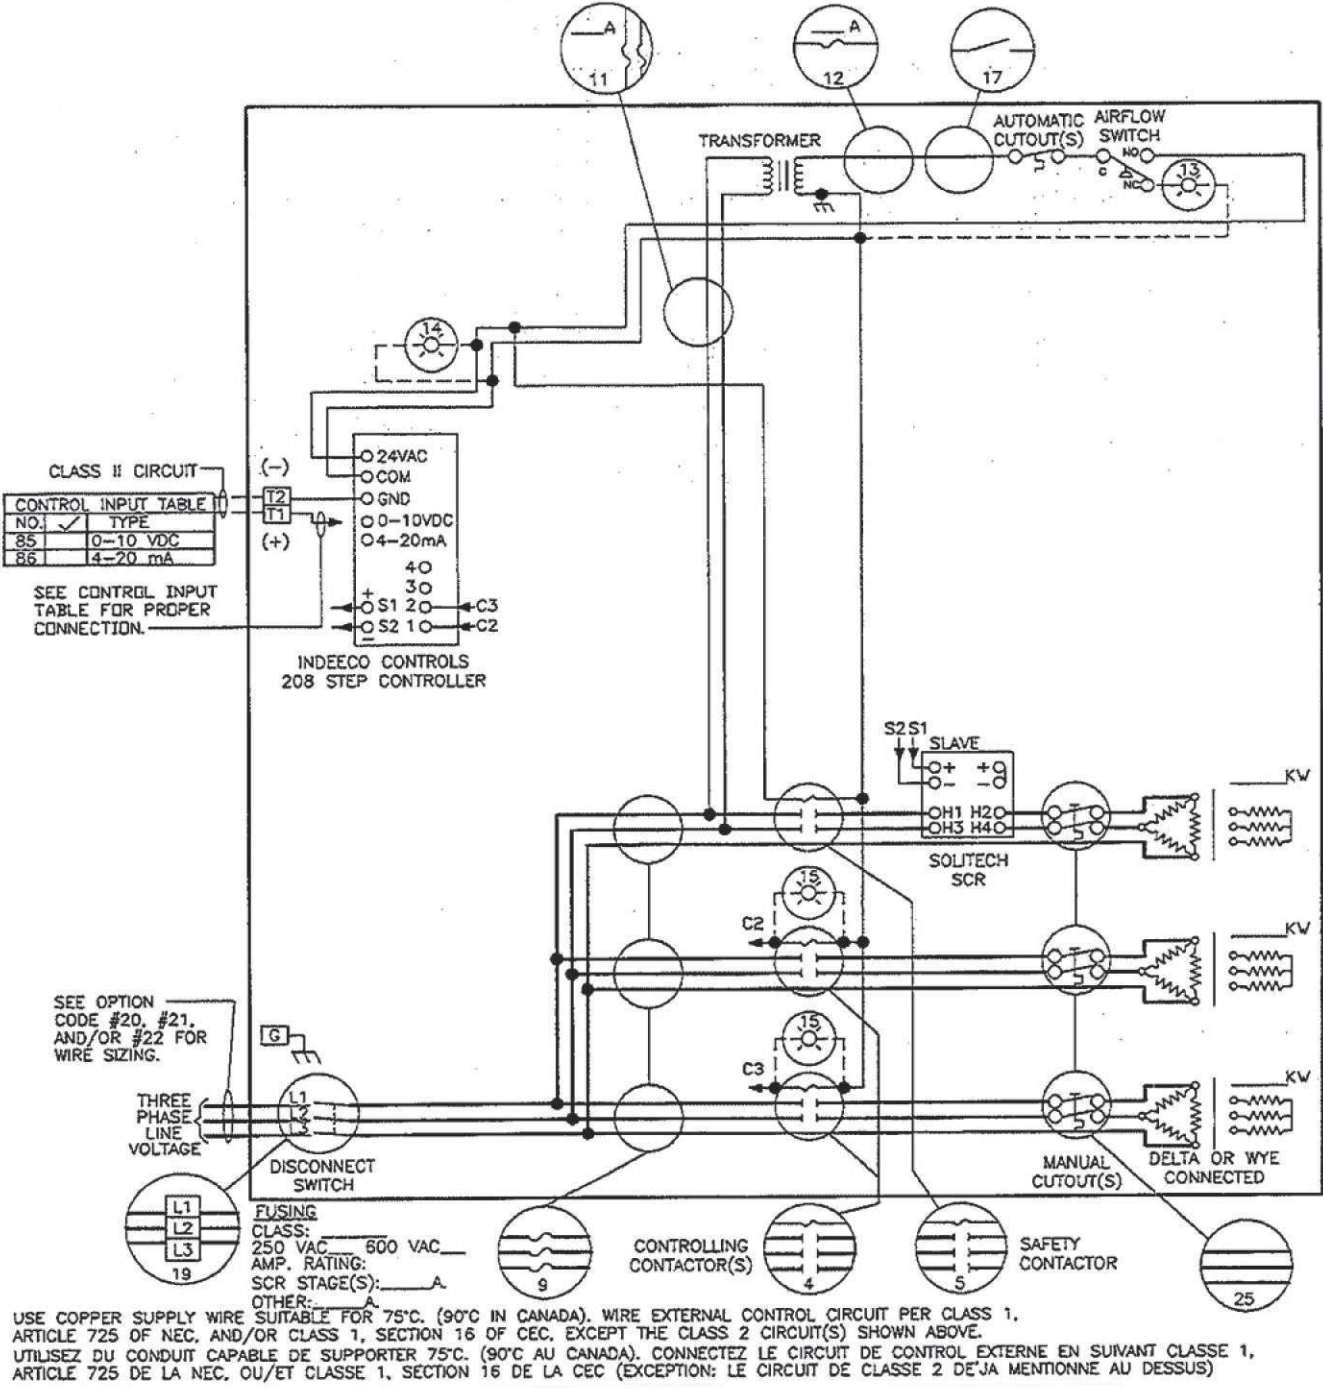 A
11
A
12
17
TRANSFORMER
AUTOMATIC
CUTOUT(S)
AIRFLOW
SWITCH
NO
C
NC
13
14
CLASS II CIRCUIT
(-)
T2
T1
(+)
CONTROL INPUT TABLE
NO. ✓ TYPE
85 0-10 VDC
86 4-20 mA
SEE CONTROL INPUT
TABLE FOR PROPER
CONNECTION.
24VAC
COM
GND
0-10VDC
4-20mA
4
3
+
S1 2 C3
S2 1 C2
-
INDEECO CONTROLS
208 STEP CONTROLLER
S2 S1
SLAVE
+ +
- -
H1 H2
H3 H4
SOLITECH
SCR
KW
15
C2
KW
15
C3
KW
SEE OPTION
CODE #20, #21,
AND/OR #22 FOR
WIRE SIZING.
G
THREE
PHASE
LINE
VOLTAGE
L1
2
3
DISCONNECT
SWITCH
MANUAL
CUTOUT(S)
DELTA OR WYE
CONNECTED
L1
L2
L3
19
FUSING
CLASS:
250 VAC___ 600 VAC___
AMP. RATING:
SCR STAGE(S):_____A.
OTHER:_____A.
9
CONTROLLING
CONTACTOR(S)
4
5
SAFETY
CONTACTOR
25
USE COPPER SUPPLY WIRE SUITABLE FOR 75°C. (90°C IN CANADA). WIRE EXTERNAL CONTROL CIRCUIT PER CLASS 1,
ARTICLE 725 OF NEC, AND/OR CLASS 1, SECTION 16 OF CEC, EXCEPT THE CLASS 2 CIRCUIT(S) SHOWN ABOVE.
UTILISEZ DU CONDUIT CAPABLE DE SUPPORTER 75°C. (90°C AU CANADA). CONNECTEZ LE CIRCUIT DE CONTROL EXTERNE EN SUIVANT CLASSE 1,
ARTICLE 725 DE LA NEC, OU/ET CLASSE 1, SECTION 16 DE LA CEC (EXCEPTION: LE CIRCUIT DE CLASSE 2 DE'JA MENTIONNE AU DESSUS)